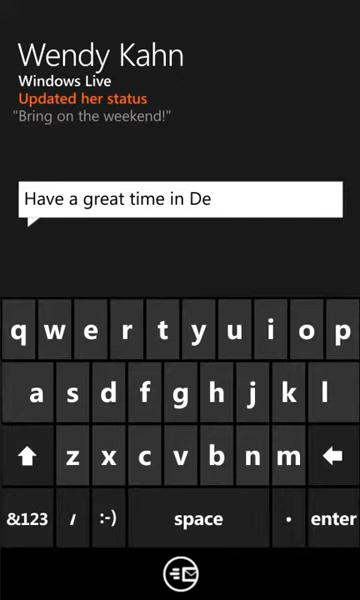 Wendy Kahn
Windows Live
Updated her status
"Bring on the weekend!"
Have a great time in De
q w e r t y u i o p
a s d f g h j k l
z x c v b n m
&123 / :-) space . enter